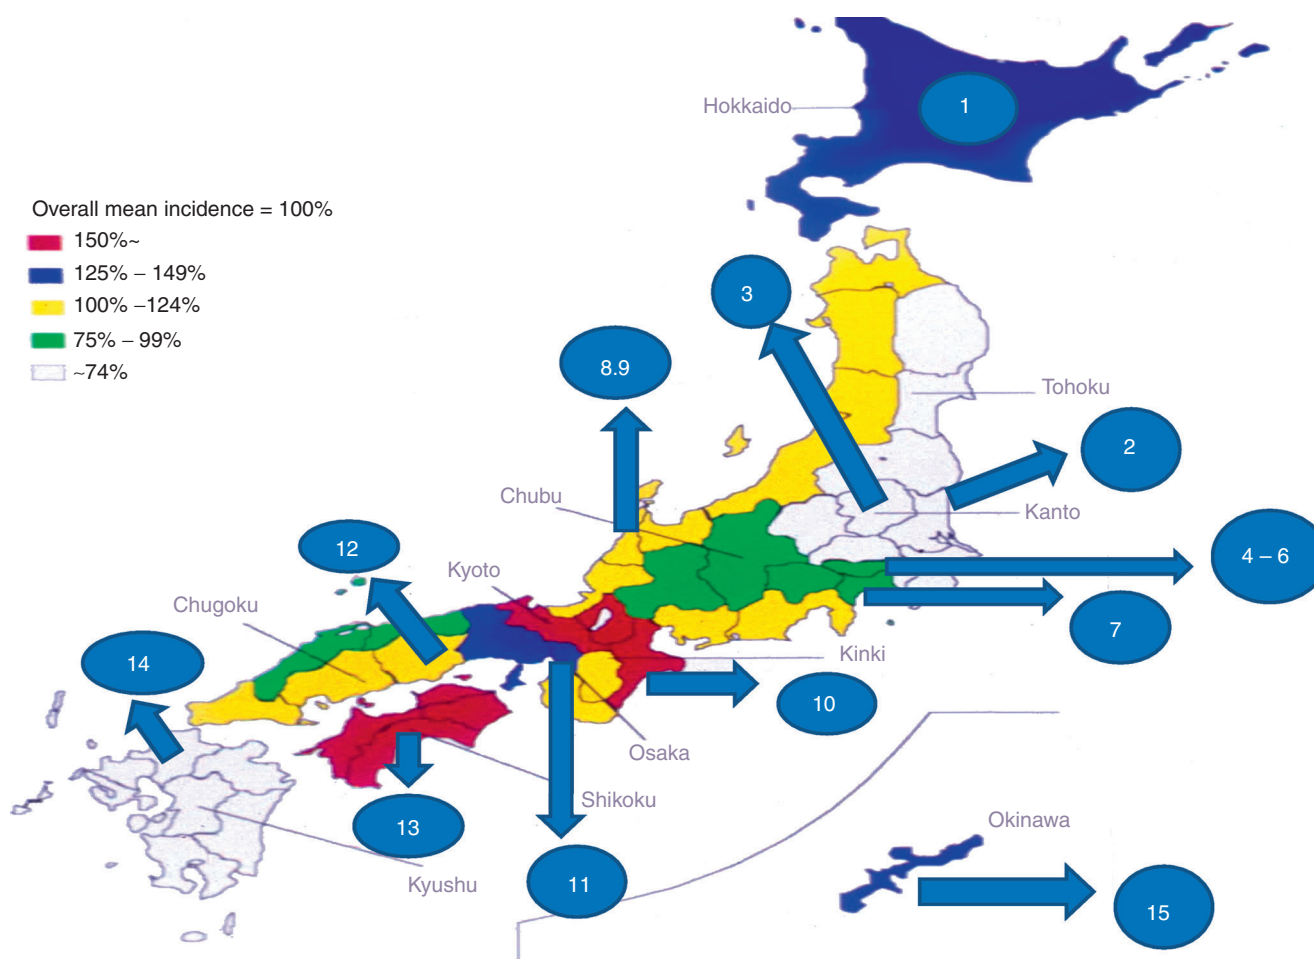 Hokkaido
1
Overall mean incidence = 100%
150%~
125% – 149%
100% –124%
75% – 99%
~74%
3
8.9
Tohoku
2
Chubu
Kanto
12
4 – 6
Kyoto
Chugoku
7
14
Kinki
10
Osaka
Shikoku
13
Okinawa
Kyushu
11
15